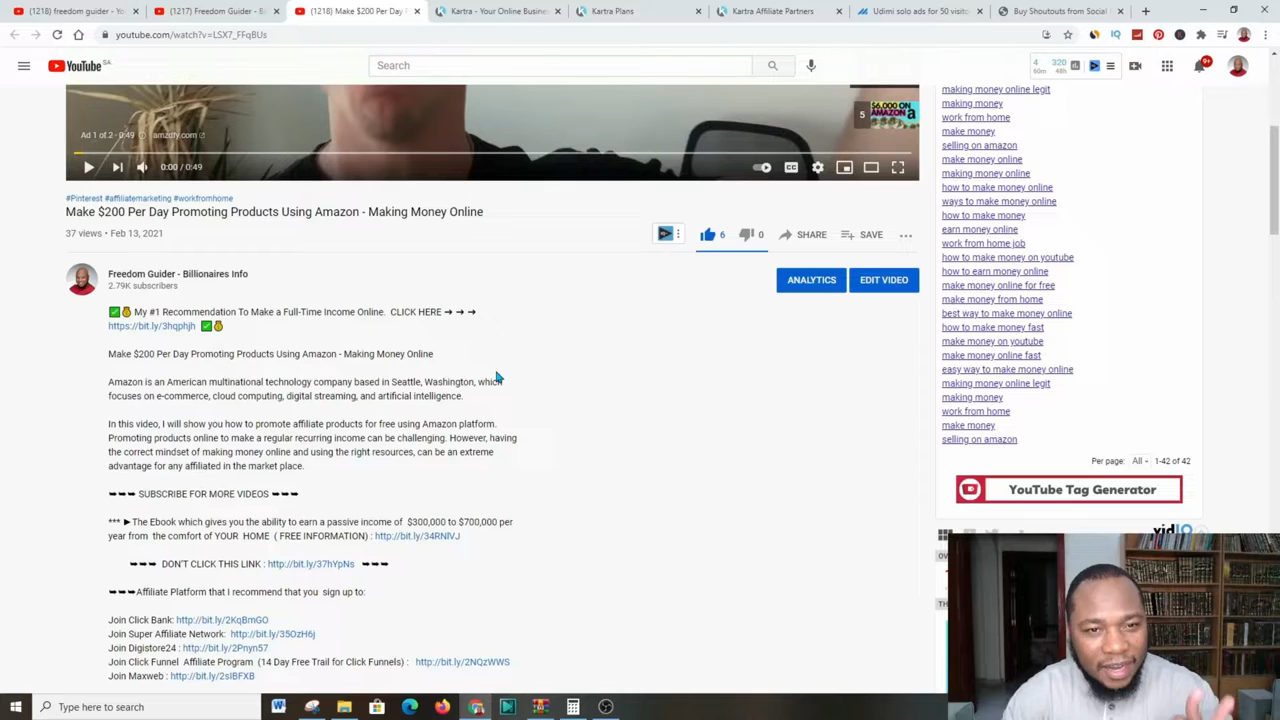 (1218) freedom guider - Yo
(1217) Freedom Guider - B
(1218) Make $200 Per Day P
Kartra - Your Online Busine
Kartra Plans
Kartra Affiliate Partners
Udimi solo ads for 50 visito
Buy Shoutouts from Social
youtube.com/watch?v=LSX7_FFqBUs
YouTube SA
Search
4 320
60m 48h
9+
Ad 1 of 2 · 0:49 amzdfy.com
5
$6,000 ON AMAZON
a
0:00 / 0:49
CC
#Pinterest #affiliatemarketing #workfromhome
Make $200 Per Day Promoting Products Using Amazon - Making Money Online
37 views • Feb 13, 2021
6
0
SHARE
SAVE
Freedom Guider - Billionaires Info
2.79K subscribers
ANALYTICS
EDIT VIDEO
My #1 Recommendation To Make a Full-Time Income Online. CLICK HERE ➔ ➔ ➔
https://bit.ly/3hqphjh
Make $200 Per Day Promoting Products Using Amazon - Making Money Online
Amazon is an American multinational technology company based in Seattle, Washington, which
focuses on e-commerce, cloud computing, digital streaming, and artificial intelligence.
In this video, I will show you how to promote affiliate products for free using Amazon platform.
Promoting products online to make a regular recurring income can be challenging. However, having
the correct mindset of making money online and using the right resources, can be an extreme
advantage for any affiliated in the market place.
➥➥➥ SUBSCRIBE FOR MORE VIDEOS ➥➥➥
*** ►The Ebook which gives you the ability to earn a passive income of $300,000 to $700,000 per
year from the comfort of YOUR HOME ( FREE INFORMATION) : http://bit.ly/34RNlVJ
➥➥➥ DON'T CLICK THIS LINK : http://bit.ly/37hYpNs ➥➥➥
➥➥➥Affiliate Platform that I recommend that you sign up to:
Join Click Bank: http://bit.ly/2KqBmGO
Join Super Affiliate Network: http://bit.ly/35OzH6j
Join Digistore24 : http://bit.ly/2Pnyn57
Join Click Funnel Affiliate Program (14 Day Free Trail for Click Funnels) : http://bit.ly/2NQzWWS
Join Maxweb : http://bit.ly/2sIBFXB
making money online legit
making money
work from home
make money
selling on amazon
make money online
making money online
how to make money online
ways to make money online
how to make money
earn money online
work from home job
how to make money on youtube
how to earn money online
make money online for free
make money from home
best way to make money online
how to make money fast
make money on youtube
make money online fast
easy way to make money online
making money online legit
making money
work from home
make money
selling on amazon
Per page: All 1-42 of 42
YouTube Tag Generator
vidIQ
Type here to search